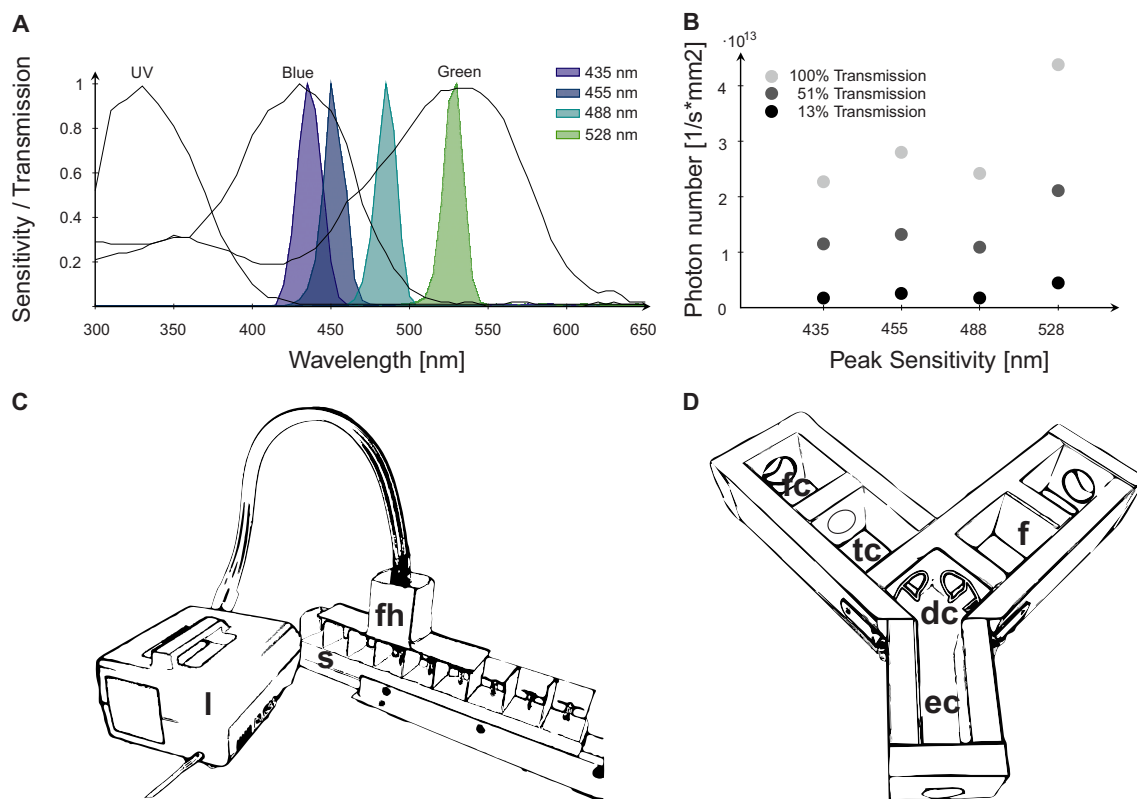 A
UV
Blue
Green
435 nm
455 nm
488 nm
528 nm
Sensitivity / Transmission
1
0.8
0.6
0.4
0.2
300
350
400
450
500
550
600
650
Wavelength [nm]
B
·10¹³
Photon number [1/s*mm2]
100% Transmission
51% Transmission
13% Transmission
4
3
2
1
0
435
455
488
528
Peak Sensitivity [nm]
C
fh
s
l
D
fc
tc
f
dc
ec